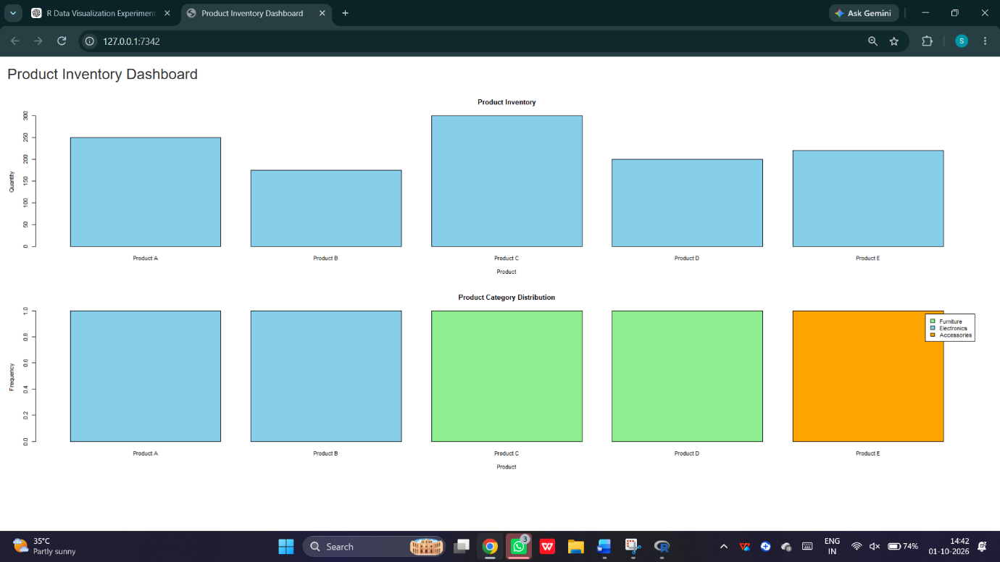 R Data Visualization Experiment
Product Inventory Dashboard
Ask Gemini
127.0.0.1:7342
S
Product Inventory Dashboard
Product Inventory
Quantity
300
250
200
150
100
50
0
Product A
Product B
Product C
Product D
Product E
Product
Product Category Distribution
Frequency
1.0
0.8
0.6
0.4
0.2
0.0
Furniture
Electronics
Accessories
Product A
Product B
Product C
Product D
Product E
Product
35°C
Partly sunny
Search
3
W
R
ENG
IN
74%
14:42
01-10-2026